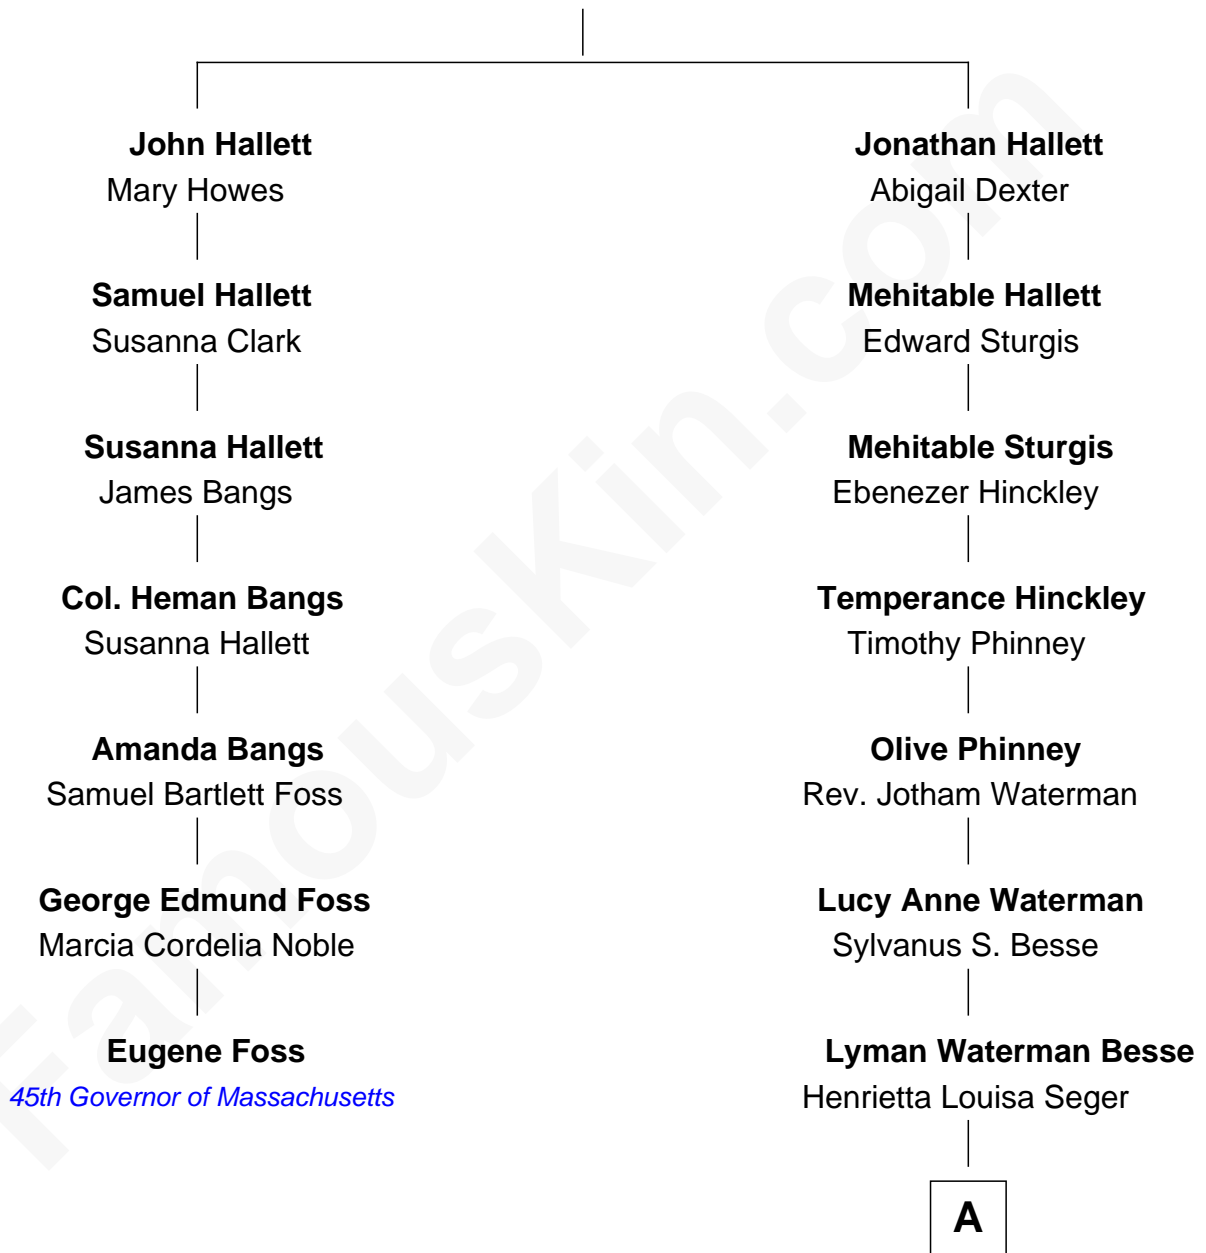 John Hallett
Mary Howes
Samuel Hallett
Susanna Clark
Susanna Hallett
James Bangs
Col. Heman Bangs
Susanna Hallett
Amanda Bangs
Samuel Bartlett Foss
George Edmund Foss
Marcia Cordelia Noble
Eugene Foss
45th Governor of Massachusetts
Jonathan Hallett
Abigail Dexter
Mehitable Hallett
Edward Sturgis
Mehitable Sturgis
Ebenezer Hinckley
Temperance Hinckley
Timothy Phinney
Olive Phinney
Rev. Jotham Waterman
Lucy Anne Waterman
Sylvanus S. Besse
Lyman Waterman Besse
Henrietta Louisa Seger
A
FamousKin.com